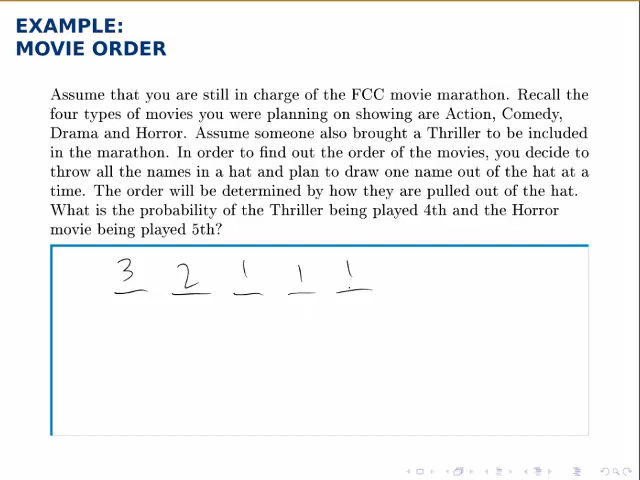 EXAMPLE:
MOVIE ORDER
Assume that you are still in charge of the FCC movie marathon. Recall the
four types of movies you were planning on showing are Action, Comedy,
Drama and Horror. Assume someone also brought a Thriller to be included
in the marathon. In order to find out the order of the movies, you decide to
throw all the names in a hat and plan to draw one name out of the hat at a
time. The order will be determined by how they are pulled out of the hat.
What is the probability of the Thriller being played 4th and the Horror
movie being played 5th?
3 2 1 1 1